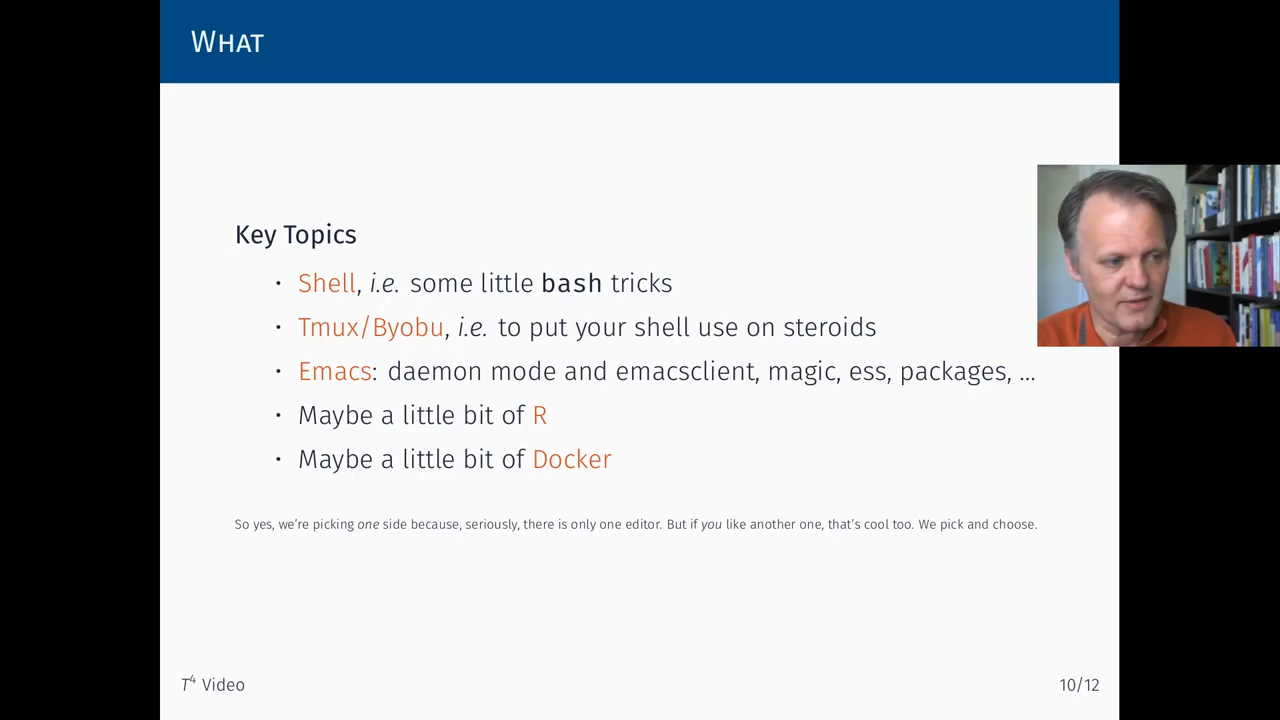 What
Key Topics
• Shell, i.e. some little bash tricks
• Tmux/Byobu, i.e. to put your shell use on steroids
• Emacs: daemon mode and emacsclient, magic, ess, packages, ...
• Maybe a little bit of R
• Maybe a little bit of Docker
So yes, we're picking one side because, seriously, there is only one editor. But if you like another one, that's cool too. We pick and choose.
T⁴ Video
10/12